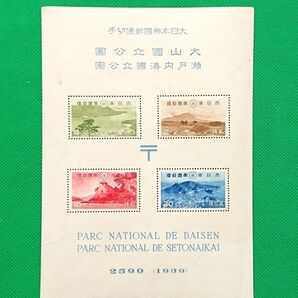 手切便郵國帝本日大
園公立國山大
園公立國海内戸瀬
〒
PARC NATIONAL DE DAISEN
PARC NATIONAL DE SETONAIKAI
2599 (1939)